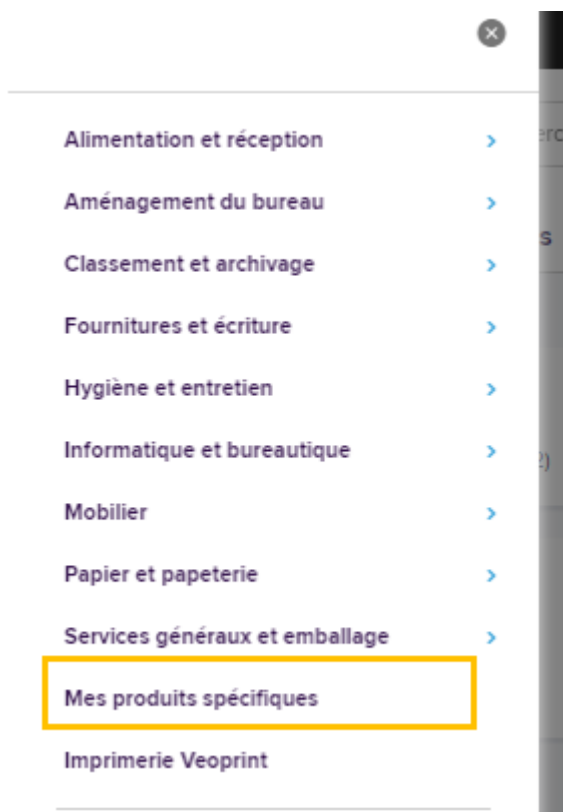 Alimentation et réception
Aménagement du bureau
s
Classement et archivage
Fournitures et écriture
Hygiène et entretien
Informatique et bureautique
Mobilier
Papier et papeterie
Services généraux et emballage
Mes produits spécifiques
Imprimerie Veoprint